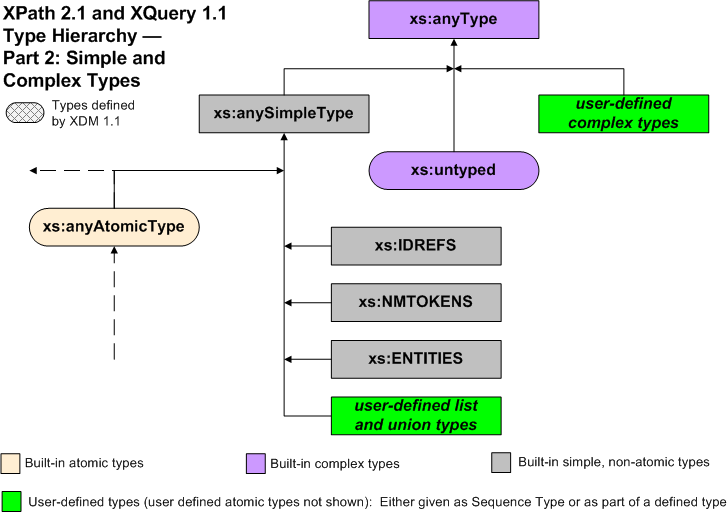 XPath 2.1 and XQuery 1.1
Type Hierarchy —
Part 2: Simple and
Complex Types
Types defined
by XDM 1.1
xs:anyType
xs:anySimpleType
user-defined
complex types
xs:untyped
xs:anyAtomicType
xs:IDREFS
xs:NMTOKENS
xs:ENTITIES
user-defined list
and union types
Built-in atomic types
Built-in complex types
Built-in simple, non-atomic types
User-defined types (user defined atomic types not shown): Either given as Sequence Type or as part of a defined type